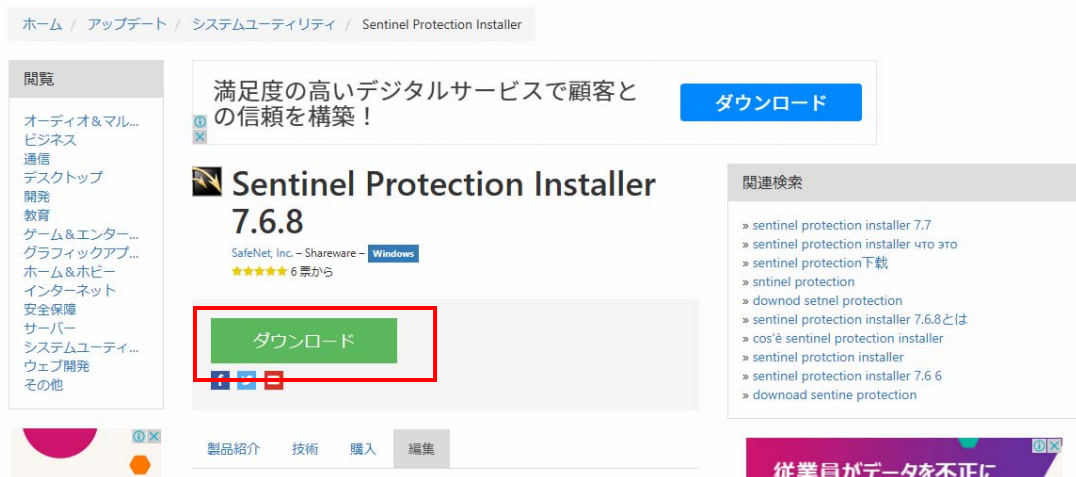 ホーム / アップデート / システムユーティリティ / Sentinel Protection Installer
閲覧
オーディオ＆マル...
ビジネス
通信
デスクトップ
開発
教育
ゲーム＆エンター...
グラフィックアプ...
ホーム＆ホビー
インターネット
安全保障
サーバー
システムユーティ...
ウェブ開発
その他
満足度の高いデジタルサービスで顧客と
の信頼を構築！
ダウンロード
Sentinel Protection Installer
7.6.8
SafeNet, Inc. – Shareware – Windows
6 票から
ダウンロード
製品紹介 技術 購入 編集
関連検索
» sentinel protection installer 7.7
» sentinel protection installer что это
» sentinel protection下载
» sntinel protection
» downod setnel protection
» sentinel protection installer 7.6.8とは
» cos'è sentinel protection installer
» sentinel protction installer
» sentinel protection installer 7.6 6
» downoad sentine protection
従業員がデータを不正に